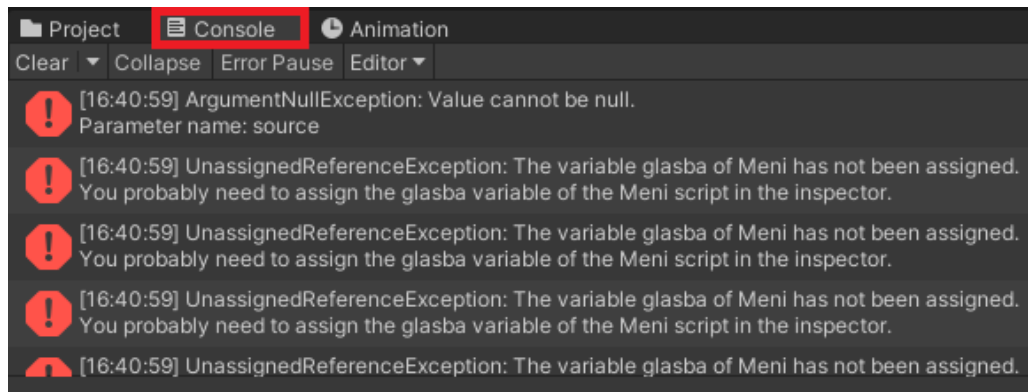 Project Console Animation
Clear Collapse Error Pause Editor
[16:40:59] ArgumentNullException: Value cannot be null.
Parameter name: source
[16:40:59] UnassignedReferenceException: The variable glasba of Meni has not been assigned.
You probably need to assign the glasba variable of the Meni script in the inspector.
[16:40:59] UnassignedReferenceException: The variable glasba of Meni has not been assigned.
You probably need to assign the glasba variable of the Meni script in the inspector.
[16:40:59] UnassignedReferenceException: The variable glasba of Meni has not been assigned.
You probably need to assign the glasba variable of the Meni script in the inspector.
[16:40:59] UnassignedReferenceException: The variable glasba of Meni has not been assigned.